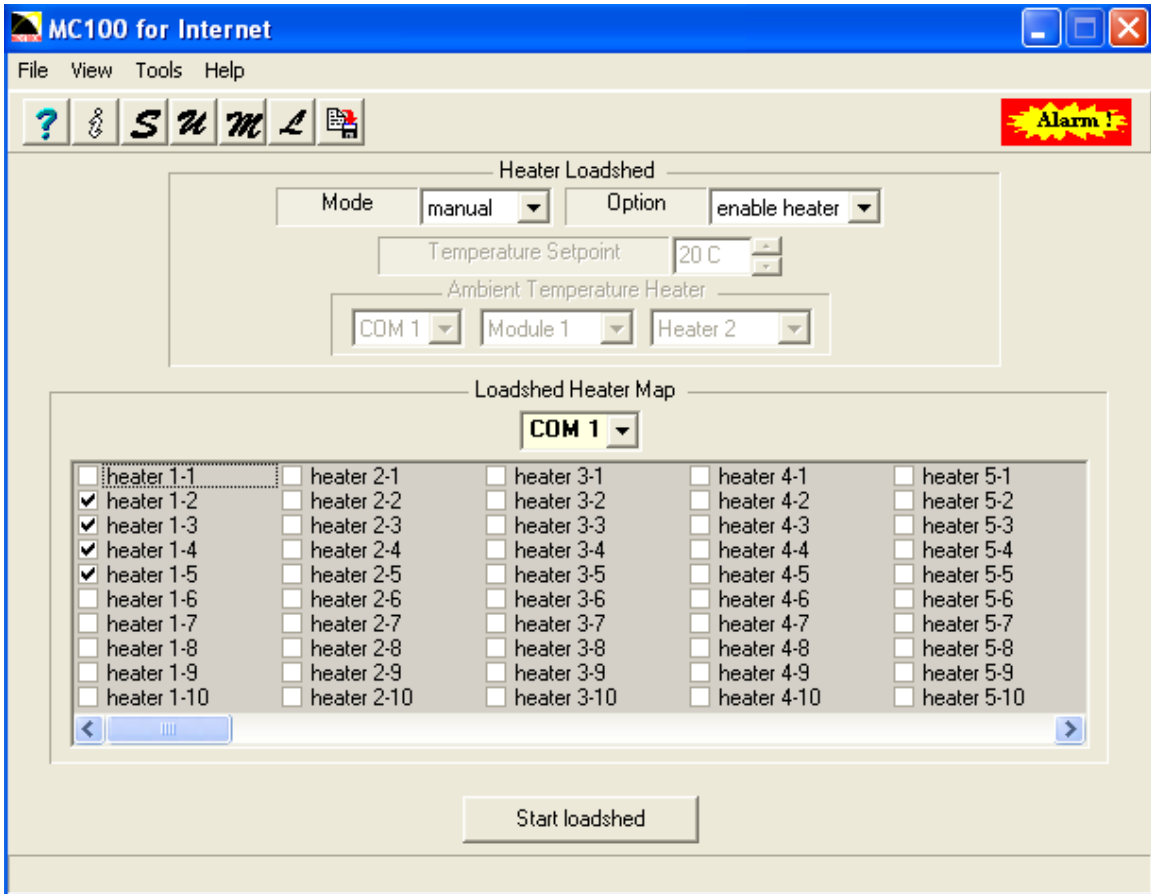 MC100 for Internet
File View Tools Help
? i S U M L Alarm !
Heater Loadshed
Mode manual Option enable heater
Temperature Setpoint 20 C
Ambient Temperature Heater
COM 1 Module 1 Heater 2
Loadshed Heater Map
COM 1
heater 1-1 heater 2-1 heater 3-1 heater 4-1 heater 5-1
heater 1-2 heater 2-2 heater 3-2 heater 4-2 heater 5-2
heater 1-3 heater 2-3 heater 3-3 heater 4-3 heater 5-3
heater 1-4 heater 2-4 heater 3-4 heater 4-4 heater 5-4
heater 1-5 heater 2-5 heater 3-5 heater 4-5 heater 5-5
heater 1-6 heater 2-6 heater 3-6 heater 4-6 heater 5-6
heater 1-7 heater 2-7 heater 3-7 heater 4-7 heater 5-7
heater 1-8 heater 2-8 heater 3-8 heater 4-8 heater 5-8
heater 1-9 heater 2-9 heater 3-9 heater 4-9 heater 5-9
heater 1-10 heater 2-10 heater 3-10 heater 4-10 heater 5-10
Start loadshed